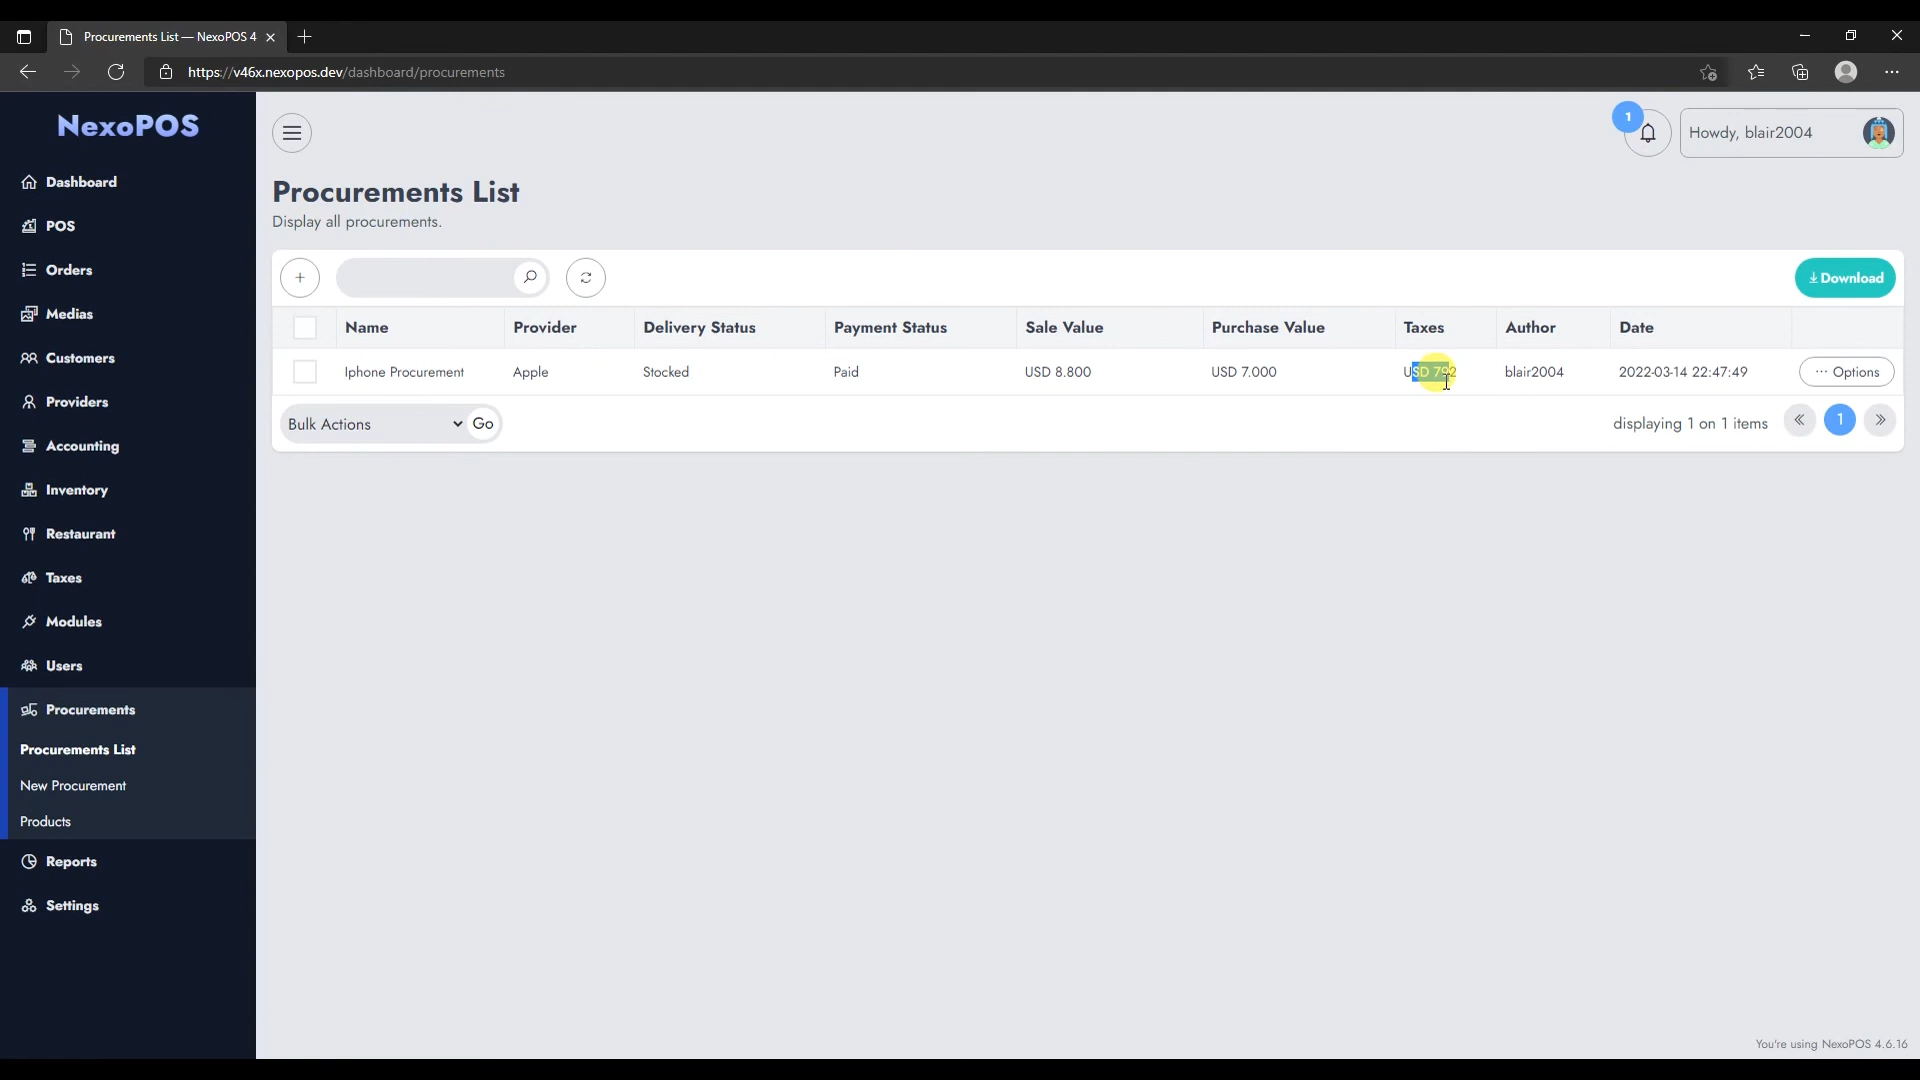 Procurements List — NexoPOS 4
https://v46x.nexopos.dev/dashboard/procurements
NexoPOS
1
Howdy, blair2004
Dashboard
POS
Orders
Medias
Customers
Providers
Accounting
Inventory
Restaurant
Taxes
Modules
Users
Procurements
Procurements List
New Procurement
Products
Reports
Settings
Procurements List
Display all procurements.
Download
Name Provider Delivery Status Payment Status Sale Value Purchase Value Taxes Author Date
Iphone Procurement Apple Stocked Paid USD 8.800 USD 7.000 USD 792 blair2004 2022-03-14 22:47:49 ··· Options
Bulk Actions Go displaying 1 on 1 items « 1 »
You're using NexoPOS 4.6.16